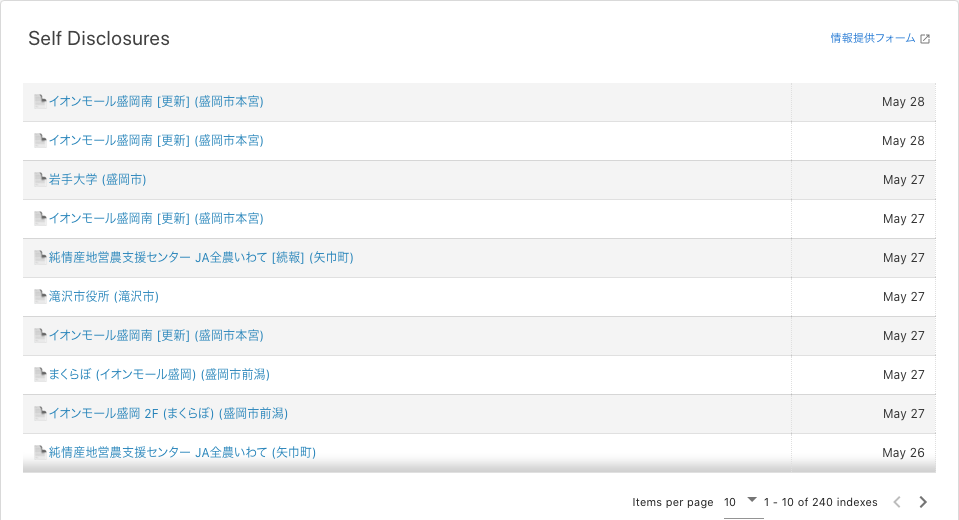 Self Disclosures
情報提供フォーム
イオンモール盛岡南 [更新] (盛岡市本宮) May 28
イオンモール盛岡南 [更新] (盛岡市本宮) May 28
岩手大学 (盛岡市) May 27
イオンモール盛岡南 [更新] (盛岡市本宮) May 27
純情産地営農支援センター JA全農いわて [続報] (矢巾町) May 27
滝沢市役所 (滝沢市) May 27
イオンモール盛岡南 [更新] (盛岡市本宮) May 27
まくらぼ (イオンモール盛岡) (盛岡市前潟) May 27
イオンモール盛岡 2F (まくらぼ) (盛岡市前潟) May 27
純情産地営農支援センター JA全農いわて (矢巾町) May 26
Items per page 10 1 - 10 of 240 indexes